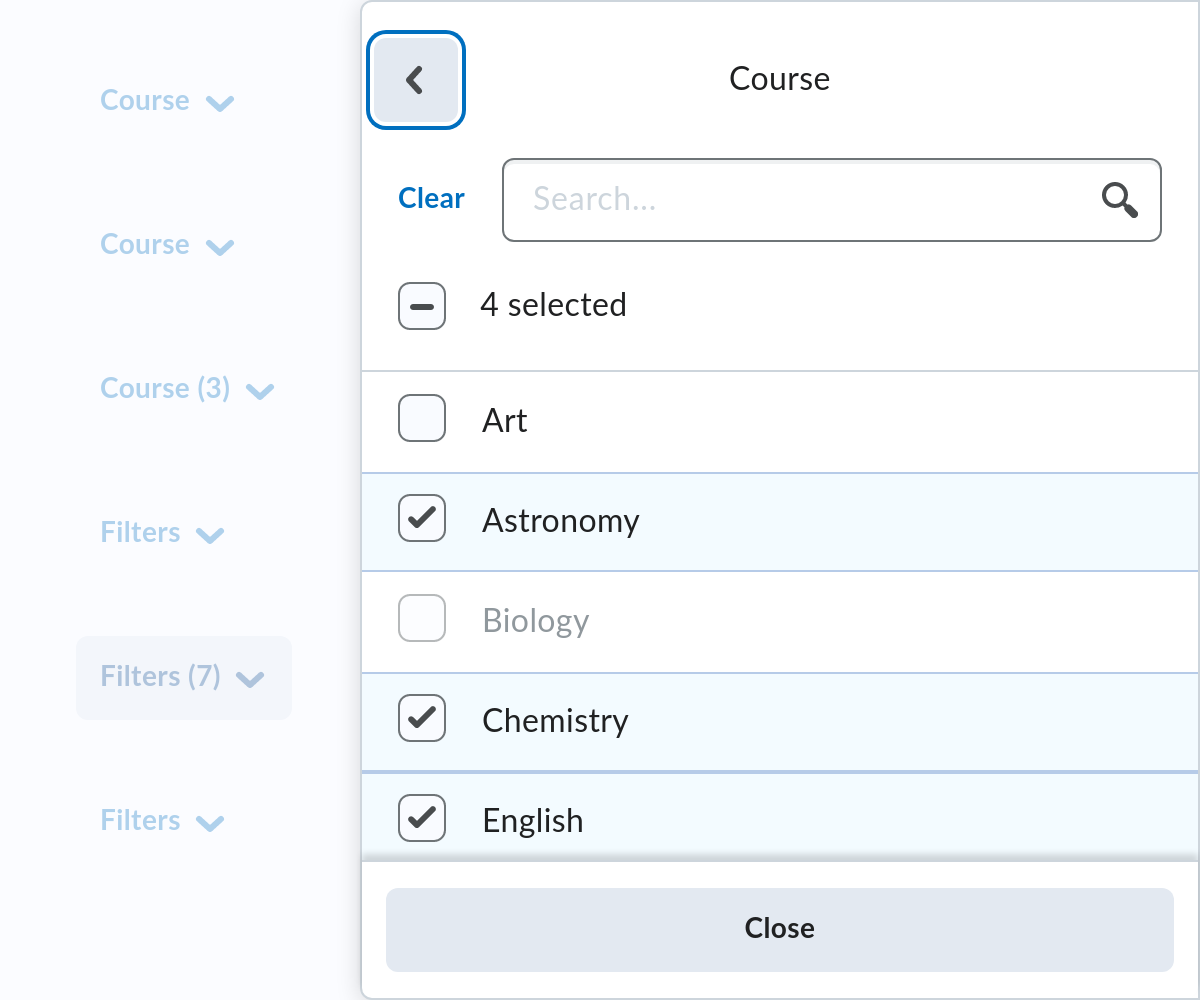 Course
Course
Course (3)
Filters
Filters (7)
Filters
Course
Clear
Search...
4 selected
Art
Astronomy
Biology
Chemistry
English
Close